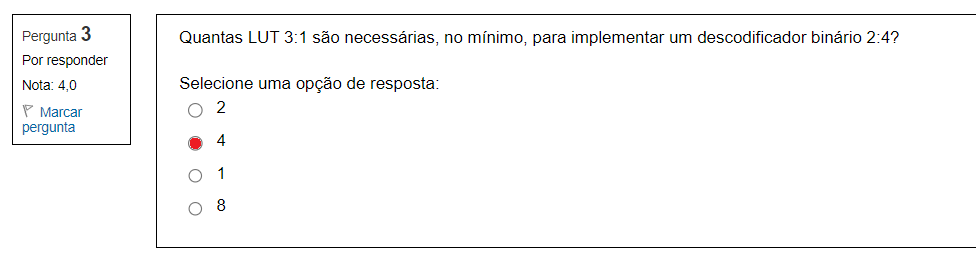 Pergunta 3
Por responder
Nota: 4,0
Marcar
pergunta
Quantas LUT 3:1 são necessárias, no mínimo, para implementar um descodificador binário 2:4?
Selecione uma opção de resposta:
2
4
1
8